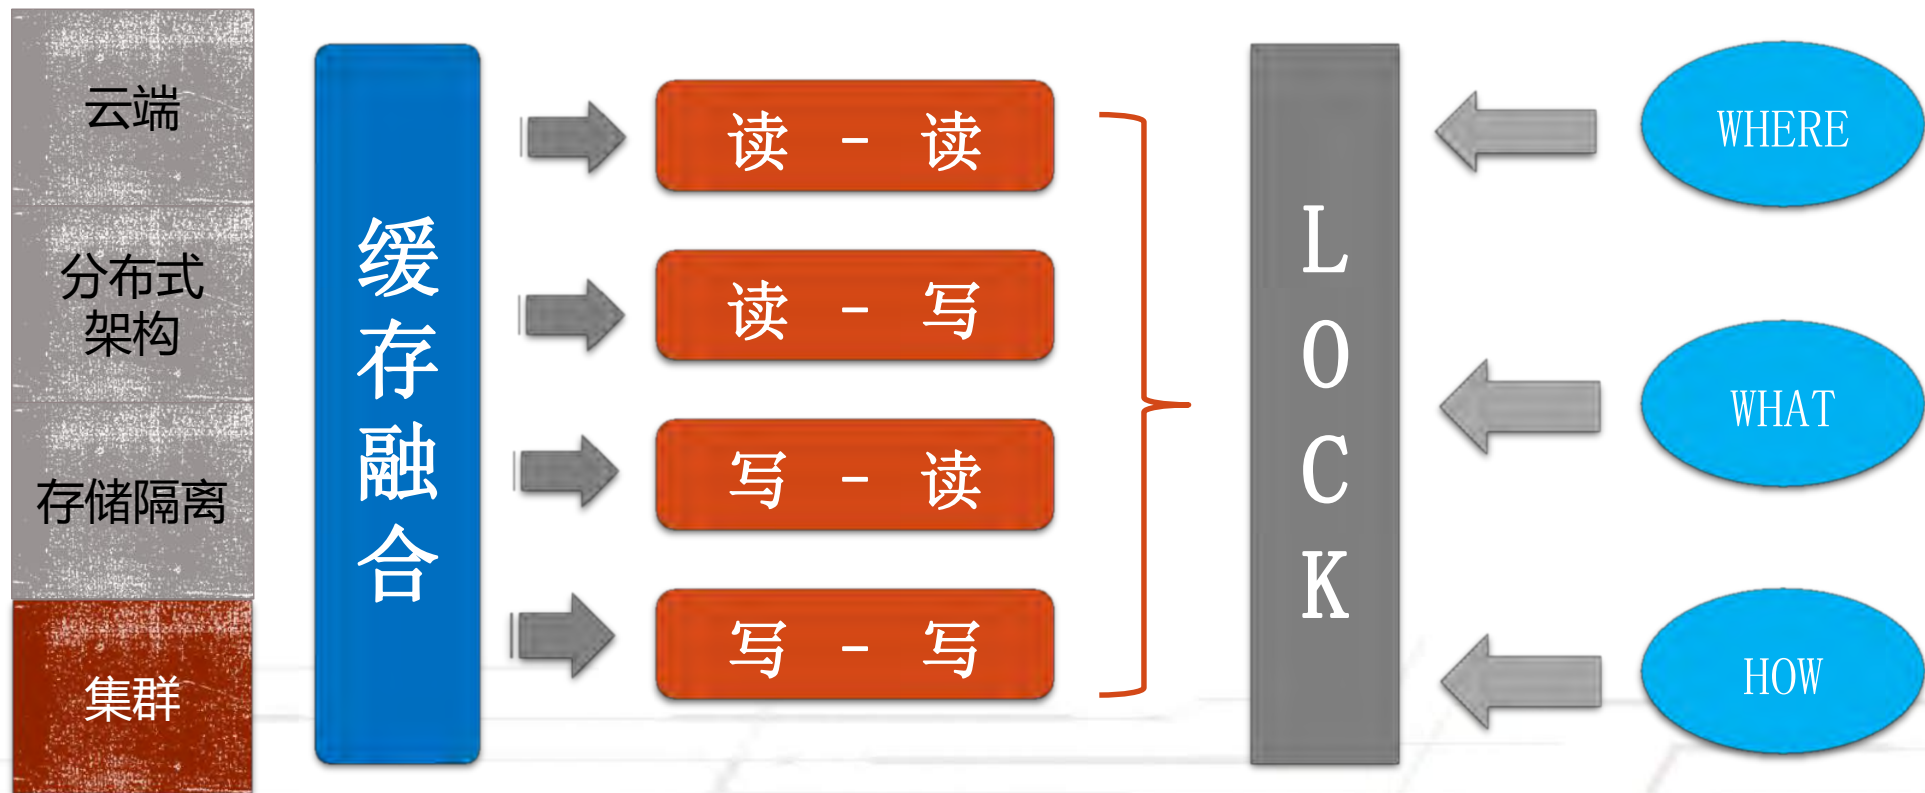 云端
分布式
架构
存储隔离
集群
缓
存
融
合
读 - 读
读 - 写
写 - 读
写 - 写
L
O
C
K
WHERE
WHAT
HOW